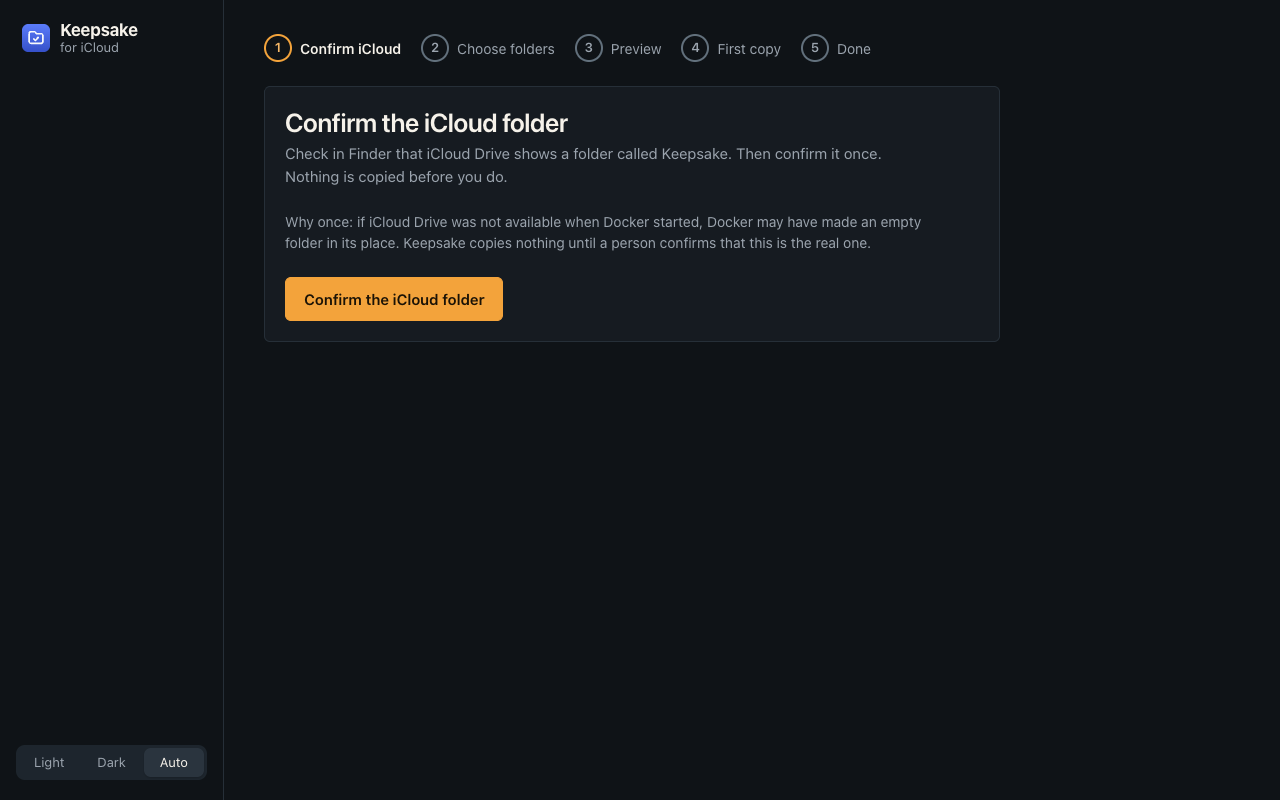 Keepsake
for iCloud
1 Confirm iCloud
2 Choose folders
3 Preview
4 First copy
5 Done
Confirm the iCloud folder
Check in Finder that iCloud Drive shows a folder called Keepsake. Then confirm it once.
Nothing is copied before you do.
Why once: if iCloud Drive was not available when Docker started, Docker may have made an empty
folder in its place. Keepsake copies nothing until a person confirms that this is the real one.
Confirm the iCloud folder
Light
Dark
Auto